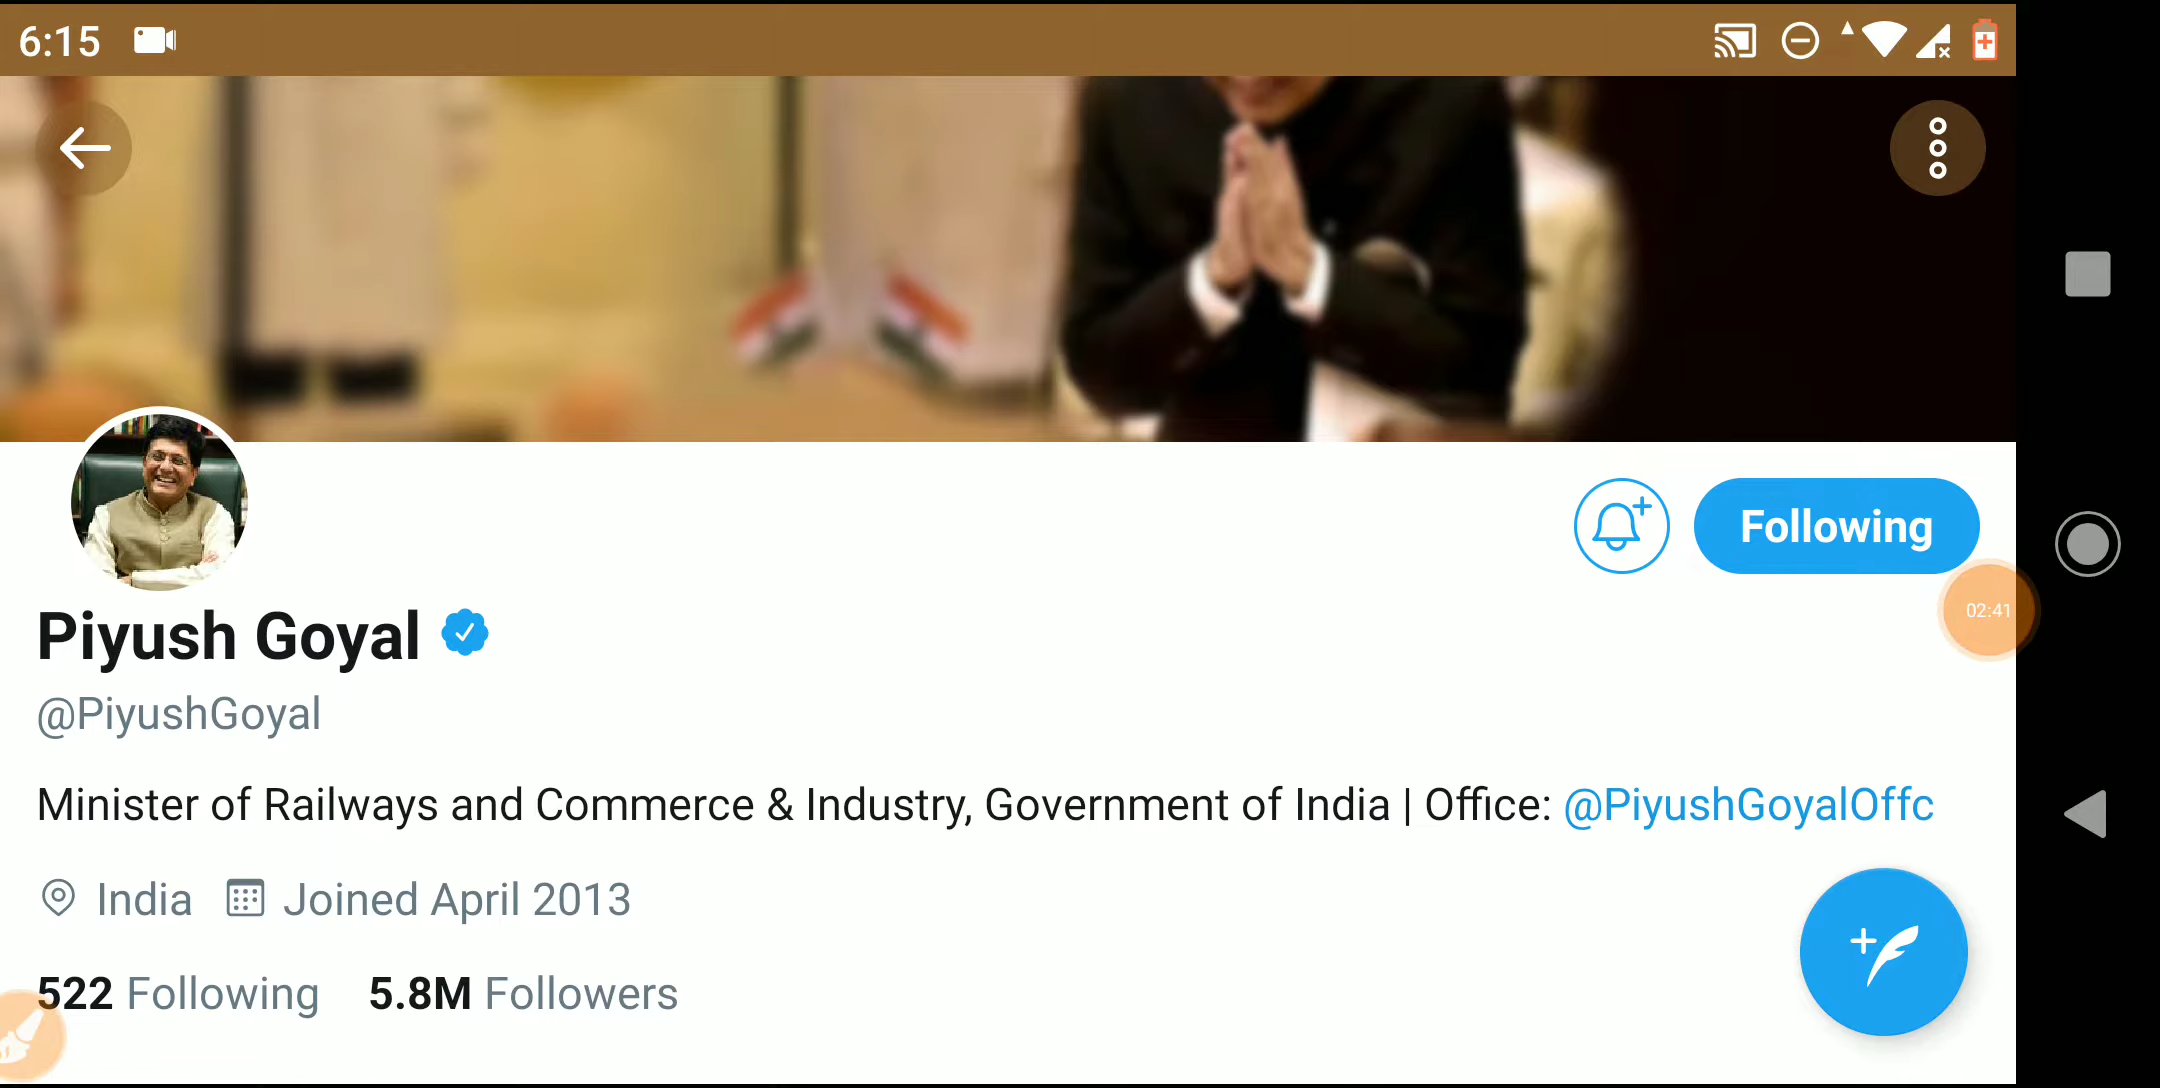 6:15
Following
02:41
Piyush Goyal
@PiyushGoyal
Minister of Railways and Commerce & Industry, Government of India | Office: @PiyushGoyalOffc
India Joined April 2013
522 Following 5.8M Followers